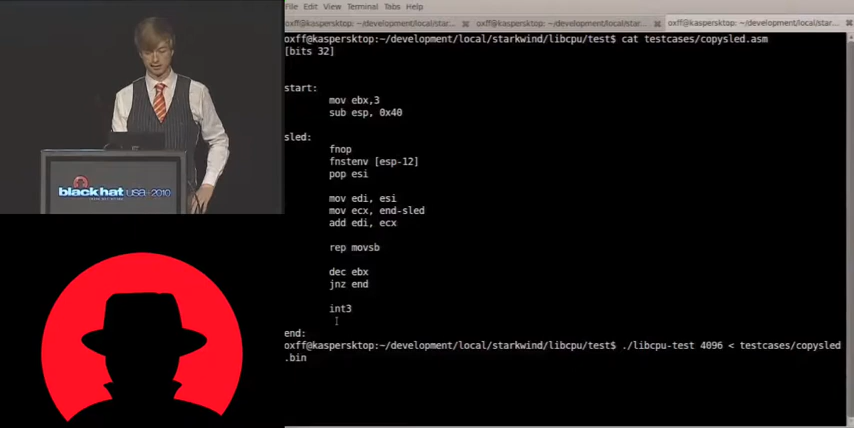 File Edit View Terminal Tabs Help
oxff@kaspersktop: ~/development/local/star... oxff@kaspersktop: ~/development/local/star... oxff@kaspersktop: ~/development/local/star...
oxff@kaspersktop:~/development/local/starkwind/libcpu/test$ cat testcases/copysled.asm
[bits 32]
start:
mov ebx,3
sub esp, 0x40
sled:
fnop
fnstenv [esp-12]
pop esi
mov edi, esi
mov ecx, end-sled
add edi, ecx
rep movsb
dec ebx
jnz end
int3
end:
oxff@kaspersktop:~/development/local/starkwind/libcpu/test$ ./libcpu-test 4096 < testcases/copysled
.bin
black hat USA-2010